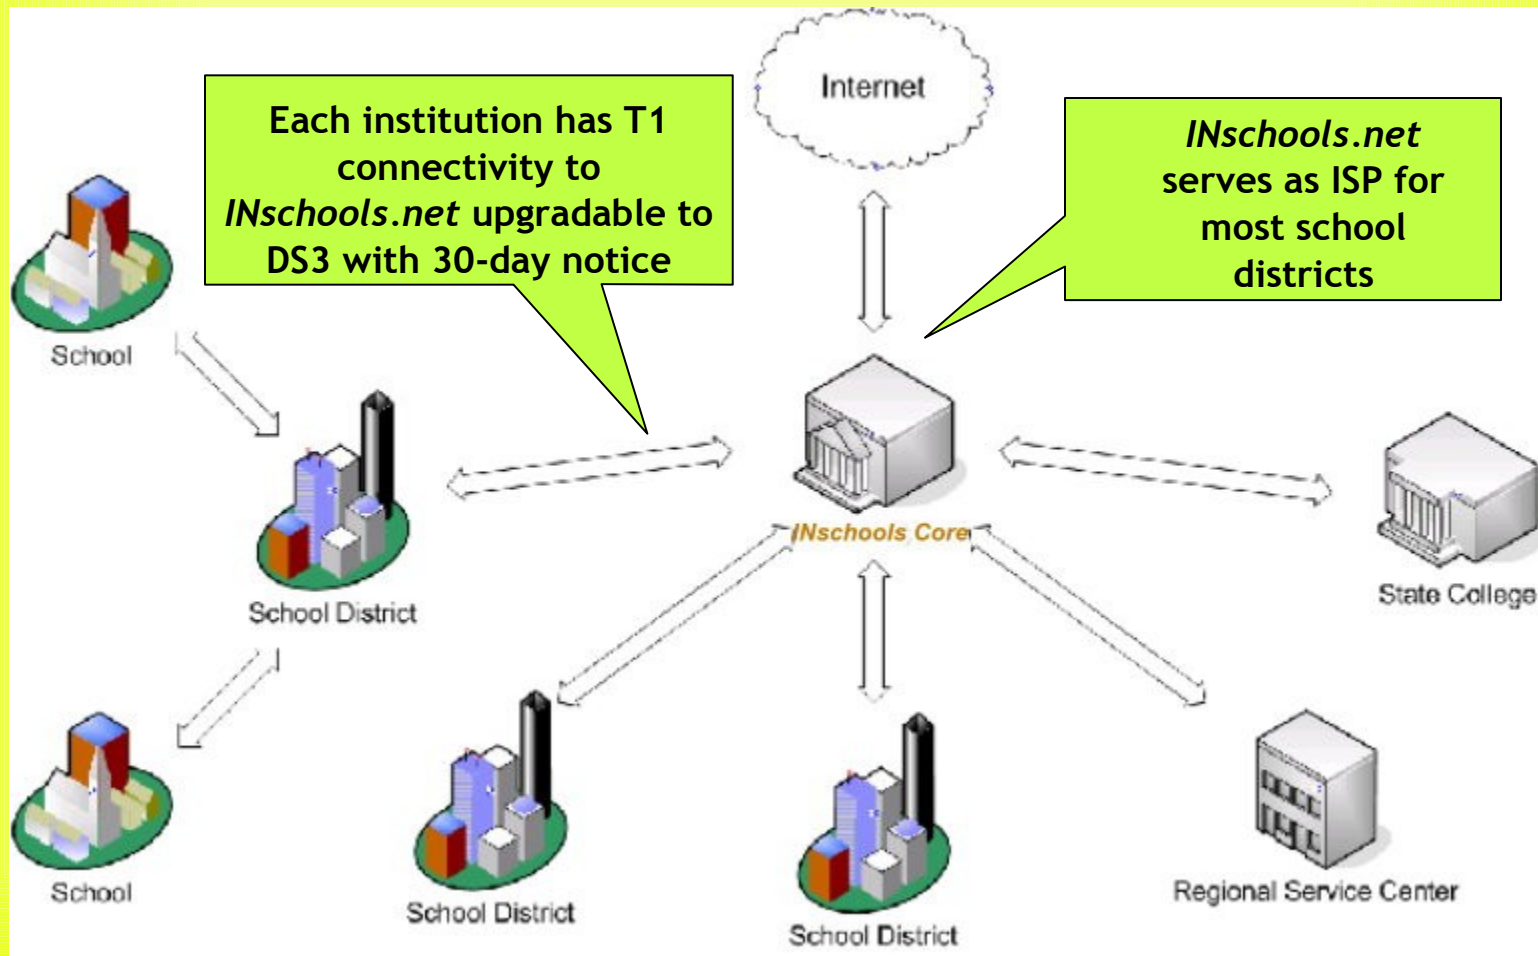 Internet
Each institution has T1
connectivity to
INschools.net upgradable to
DS3 with 30-day notice
INschools.net
serves as ISP for
most school
districts
School
School District
INschools Core
State College
School
School District
School District
Regional Service Center